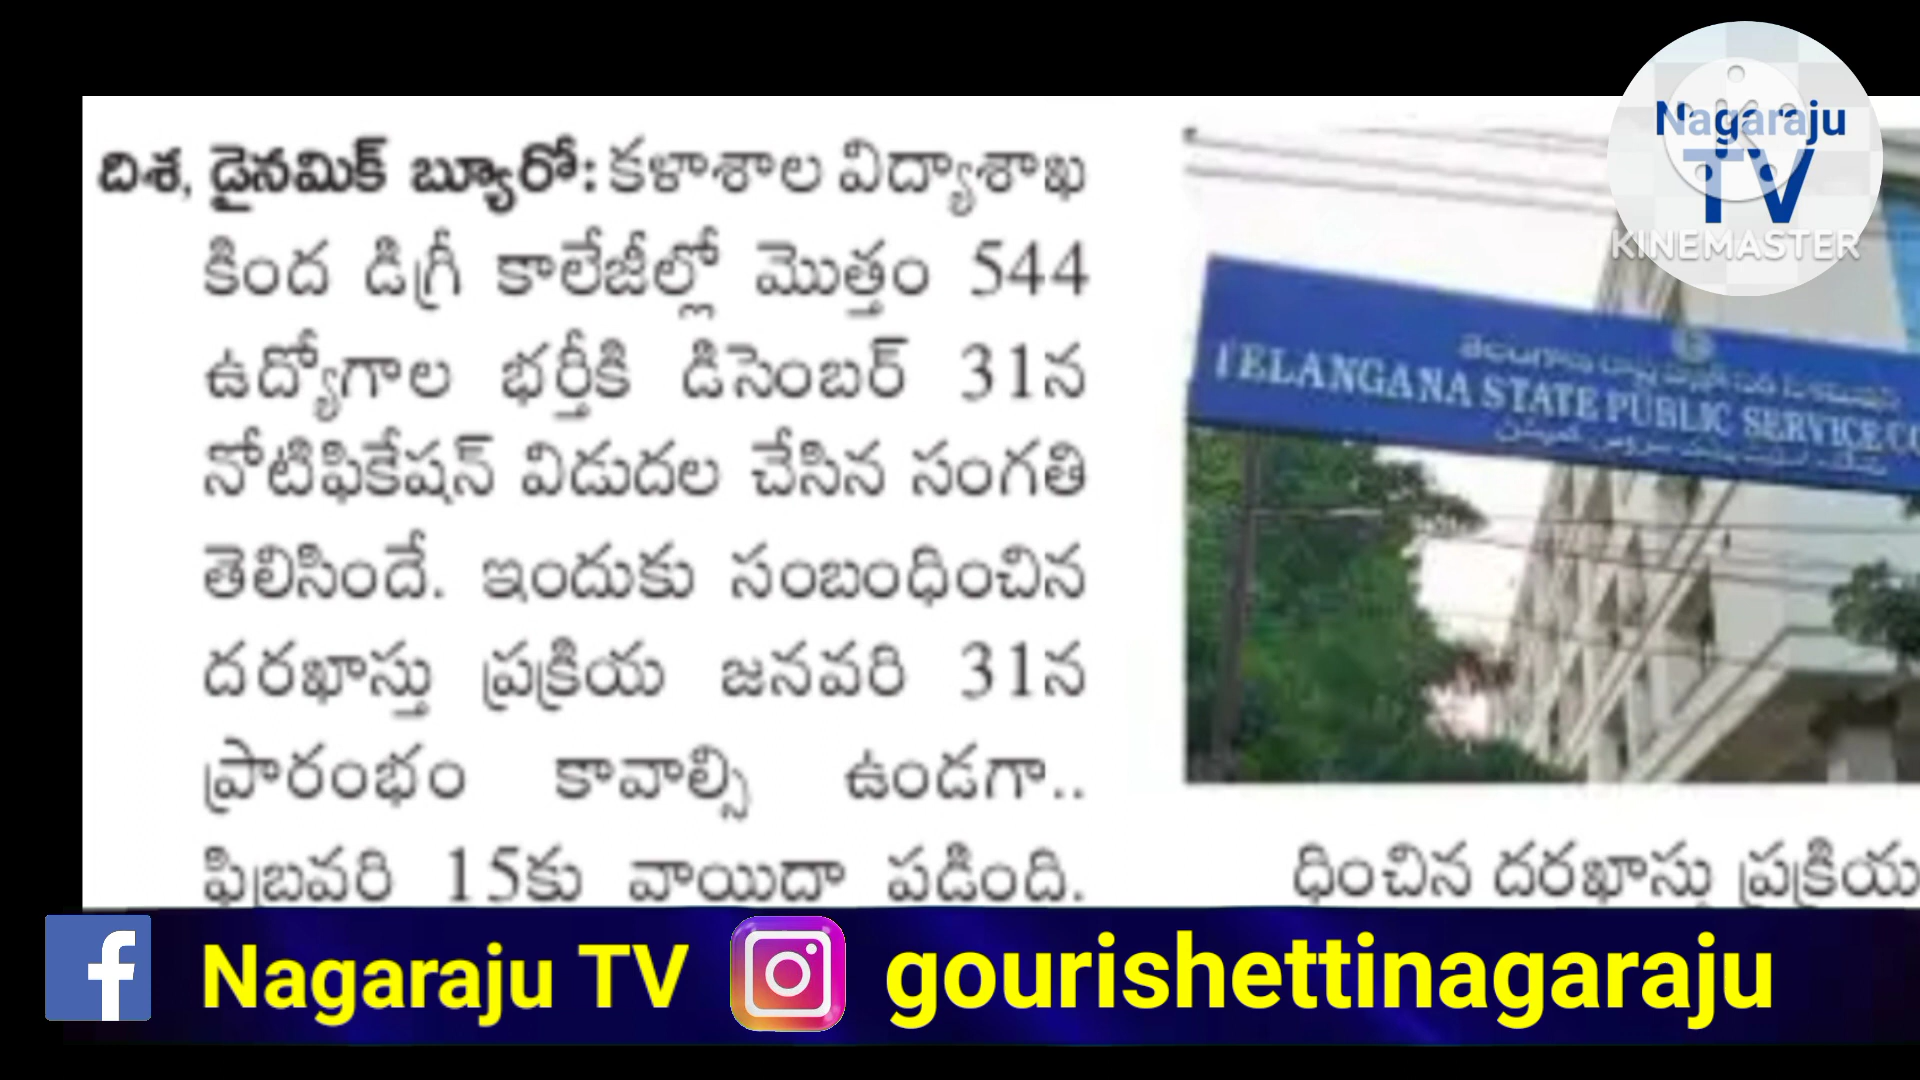 దిశ, డైనమిక్ బ్యూరో: కళాశాల విద్యాశాఖ
కింద డిగ్రీ కాలేజీల్లో మొత్తం 544
ఉద్యోగాల భర్తీకి డిసెంబర్ 31న
నోటిఫికేషన్ విడుదల చేసిన సంగతి
తెలిసిందే. ఇందుకు సంబంధించిన
దరఖాస్తు ప్రక్రియ జనవరి 31న
ప్రారంభం కావాల్సి ఉండగా..
ఫిబ్రవరి 15కు వాయిదా పడింది.
TELANGANA STATE PUBLIC SERVICE CO
ధించిన దరఖాస్తు ప్రక్రియ
Nagaraju
TV
KINEMASTER
f Nagaraju TV gourishettinagaraju